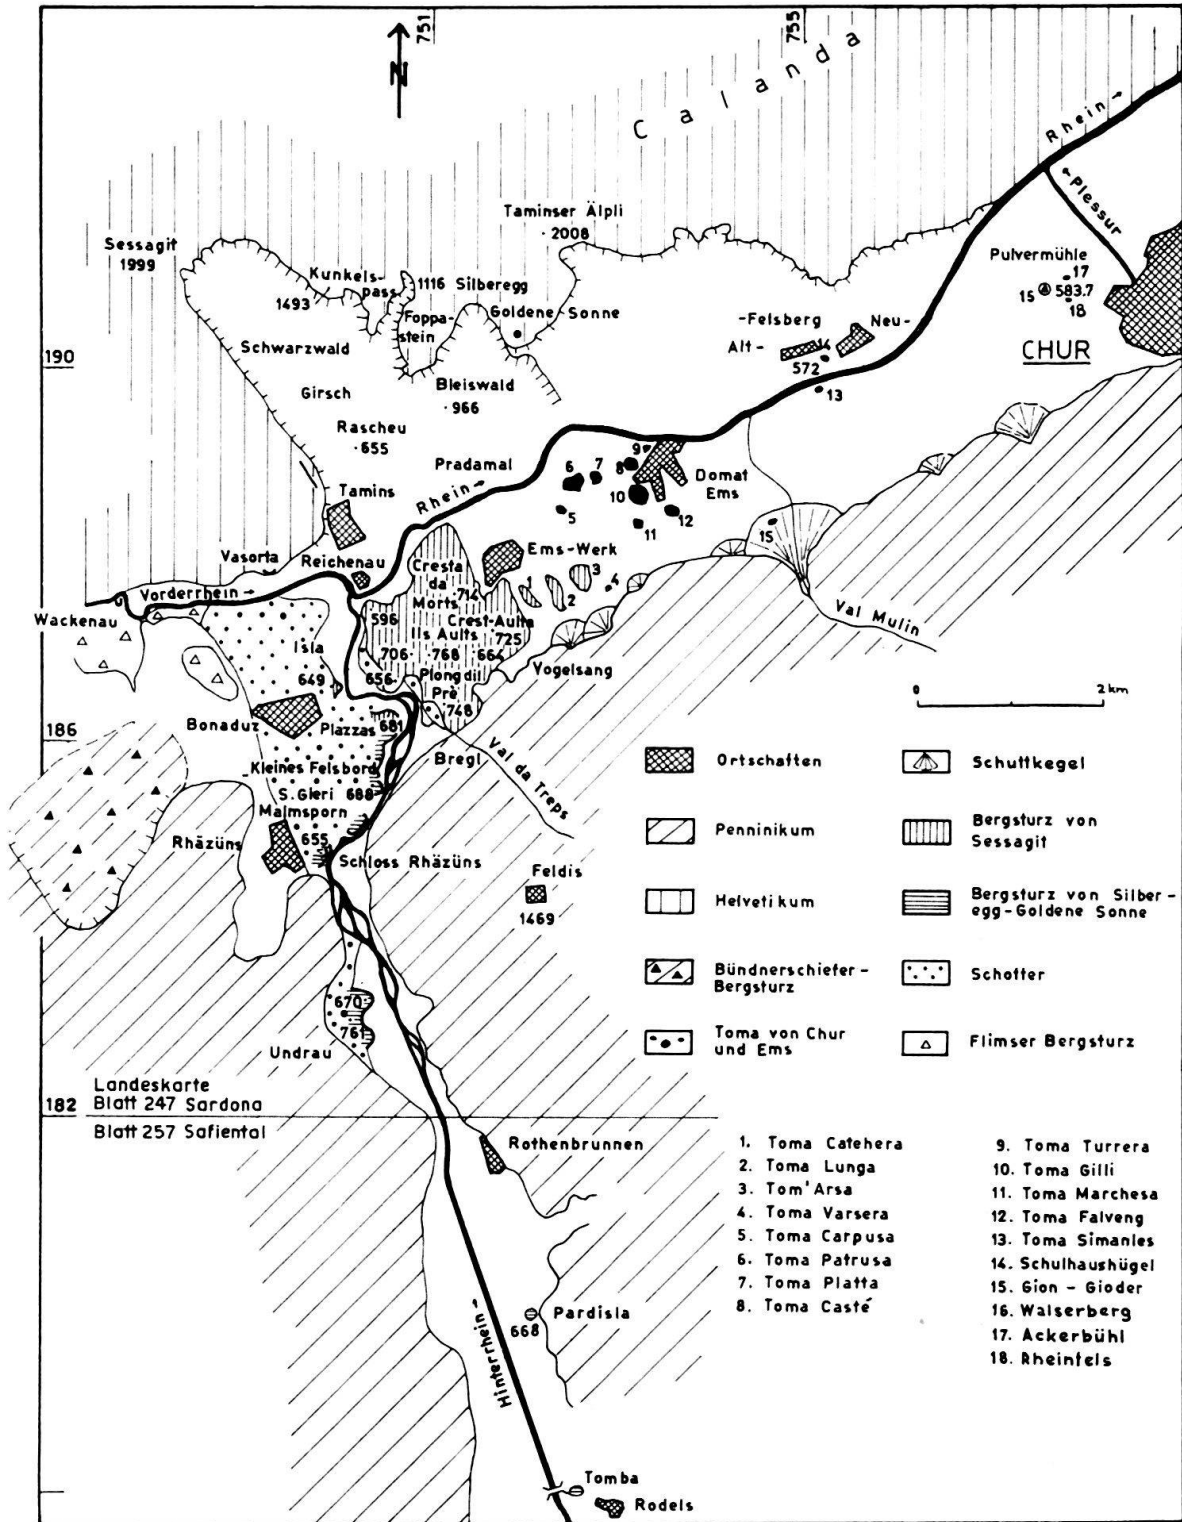 751
755
N
Calanda
Rhein →
← Plessur
Taminser Älpli
· 2008
Sessagit
1999
Kunkels-
pass
1493
1116 Silberegg
Foppa-
stein
Goldene Sonne
Pulvermühle
17
15
583.7
18
-Felsberg
Neu-
Alt-
14
572
CHUR
190
Schwarzwald
Girsch
Bleiswald
· 966
13
Rascheu
· 655
Pradamal
9
8
7
6
10
Domat
Ems
Tamins
Rhein →
5
11
12
15
Vasorta
Reichenau
Ems-Werk
Cresta
da
Morts
714
1
2
3
4
Vorderrhein →
Wackenau
596
Crest-Aulta
Ils Aults
725
Val Mulin
Isla
706
768
664
Vogelsang
649
656
Plong dil
Prè
748
0
2 km
Bonaduz
Plazzas
681
186
Bregl
Val da Treps
Kleines Felsbord
S. Gieri
688
Malmsporn
655
Rhäzüns
Schloss Rhäzüns
Feldis
1469
Ortschaften
Schuttkegel
Penninikum
Bergsturz von
Sessagit
Helvetikum
Bergsturz von Silber-
egg-Goldene Sonne
Bündnerschiefer-
Bergsturz
Schotter
Toma von Chur
und Ems
Flimser Bergsturz
670
761
Undrau
Landeskarte
Blatt 247 Sardona
182
Blatt 257 Safiental
Rothenbrunnen
1. Toma Catehera
2. Toma Lunga
3. Tom'Arsa
4. Toma Varsera
5. Toma Carpusa
6. Toma Patrusa
7. Toma Platta
8. Toma Casté
9. Toma Turrera
10. Toma Gilli
11. Toma Marchesa
12. Toma Falveng
13. Toma Simanles
14. Schulhaushügel
15. Gion - Gioder
16. Walserberg
17. Ackerbühl
18. Rheinfels
Pardisla
668
Hinterrhein →
Tomba
Rodels